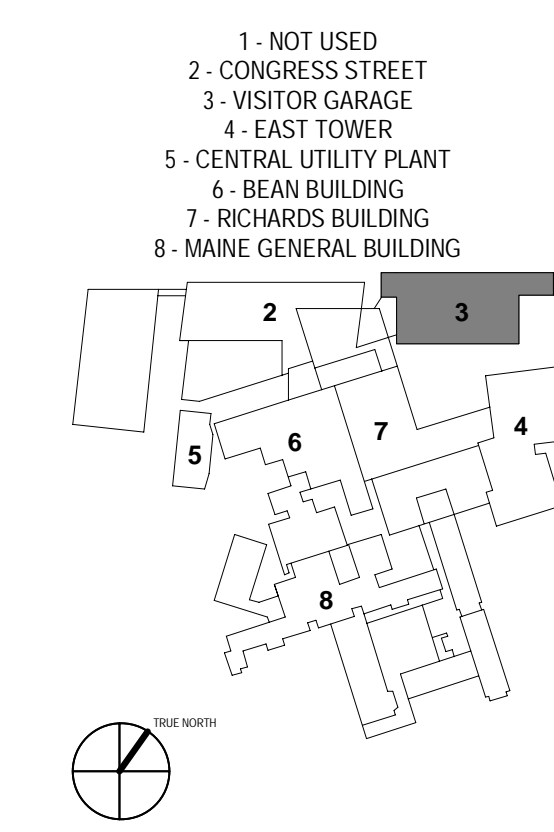 1 - NOT USED
2 - CONGRESS STREET
3 - VISITOR GARAGE
4 - EAST TOWER
5 - CENTRAL UTILITY PLANT
6 - BEAN BUILDING
7 - RICHARDS BUILDING
8 - MAINE GENERAL BUILDING
2
3
4
7
6
5
8
TRUE NORTH